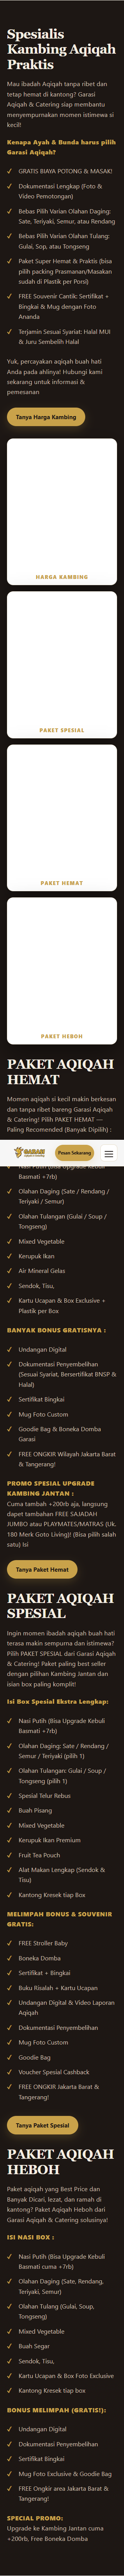 Spesialis
Kambing Aqiqah
Praktis
Mau ibadah Aqiqah tanpa ribet dan
tetap hemat di kantong? Garasi
Aqiqah & Catering siap membantu
menyempurnakan momen istimewa si
kecil!
Kenapa Ayah & Bunda harus pilih
Garasi Aqiqah?
✓ GRATIS BIAYA POTONG & MASAK!
✓ Dokumentasi Lengkap (Foto &
Video Pemotongan)
✓ Bebas Pilih Varian Olahan Daging:
Sate, Teriyaki, Semur, atau Rendang
✓ Bebas Pilih Varian Olahan Tulang:
Gulai, Sop, atau Tongseng
✓ Paket Super Hemat & Praktis (bisa
pilih packing Prasmanan/Masakan
sudah di Plastik per Porsi)
✓ FREE Souvenir Cantik: Sertifikat +
Bingkai & Mug dengan Foto
Ananda
✓ Terjamin Sesuai Syariat: Halal MUI
& Juru Sembelih Halal
Yuk, percayakan aqiqah buah hati
Anda pada ahlinya! Hubungi kami
sekarang untuk informasi &
pemesanan
Tanya Harga Kambing
HARGA KAMBING
PAKET SPESIAL
PAKET HEMAT
PAKET HEBOH
PAKET AQIQAH
HEMAT
Momen aqiqah si kecil makin berkesan
dan tanpa ribet bareng Garasi Aqiqah
& Catering! Pilih PAKET HEMAT —
Paling Recomended (Banyak Dipilih) :
GARASI
Pesan Sekarang
✓ Nasi Putih (Bisa Upgrade Kebuli
Basmati +7rb)
✓ Olahan Daging (Sate / Rendang /
Teriyaki / Semur)
✓ Olahan Tulangan (Gulai / Soup /
Tongseng)
✓ Mixed Vegetable
✓ Kerupuk Ikan
✓ Air Mineral Gelas
✓ Sendok, Tisu,
✓ Kartu Ucapan & Box Exclusive +
Plastik per Box
BANYAK BONUS GRATISNYA :
✓ Undangan Digital
✓ Dokumentasi Penyembelihan
(Sesuai Syariat, Bersertifikat BNSP &
Halal)
✓ Sertifikat Bingkai
✓ Mug Foto Custom
✓ Goodie Bag & Boneka Domba
Garasi
✓ FREE ONGKIR Wilayah Jakarta Barat
& Tangerang!
PROMO SPESIAL UPGRADE
KAMBING JANTAN :
Cuma tambah +200rb aja, langsung
dapet tambahan FREE SAJADAH
JUMBO atau PLAYMATES/MATRAS (Uk.
180 Merk Goto Living)! (Bisa pilih salah
satu) Isi
Tanya Paket Hemat
PAKET AQIQAH
SPESIAL
Ingin momen ibadah aqiqah buah hati
terasa makin sempurna dan istimewa?
Pilih PAKET SPESIAL dari Garasi Aqiqah
& Catering! Paket paling best seller
dengan pilihan Kambing Jantan dan
isian box paling komplit!
Isi Box Spesial Ekstra Lengkap:
✓ Nasi Putih (Bisa Upgrade Kebuli
Basmati +7rb)
✓ Olahan Daging: Sate / Rendang /
Semur / Teriyaki (pilih 1)
✓ Olahan Tulangan: Gulai / Soup /
Tongseng (pilih 1)
✓ Spesial Telur Rebus
✓ Buah Pisang
✓ Mixed Vegetable
✓ Kerupuk Ikan Premium
✓ Fruit Tea Pouch
✓ Alat Makan Lengkap (Sendok &
Tisu)
✓ Kantong Kresek tiap Box
MELIMPAH BONUS & SOUVENIR
GRATIS:
✓ FREE Stroller Baby
✓ Boneka Domba
✓ Sertifikat + Bingkai
✓ Buku Risalah + Kartu Ucapan
✓ Undangan Digital & Video Laporan
Aqiqah
✓ Dokumentasi Penyembelihan
✓ Mug Foto Custom
✓ Goodie Bag
✓ Voucher Spesial Cashback
✓ FREE ONGKIR Jakarta Barat &
Tangerang!
Tanya Paket Spesial
PAKET AQIQAH
HEBOH
Paket aqiqah yang Best Price dan
Banyak Dicari, lezat, dan ramah di
kantong? Paket Aqiqah Heboh dari
Garasi Aqiqah & Catering solusinya!
ISI NASI BOX :
✓ Nasi Putih (Bisa Upgrade Kebuli
Basmati cuma +7rb)
✓ Olahan Daging (Sate, Rendang,
Teriyaki, Semur)
✓ Olahan Tulang (Gulai, Soup,
Tongseng)
✓ Mixed Vegetable
✓ Buah Segar
✓ Sendok, Tisu,
✓ Kartu Ucapan & Box Foto Exclusive
✓ Kantong Kresek tiap box
BONUS MELIMPAH (GRATIS!):
✓ Undangan Digital
✓ Dokumentasi Penyembelihan
✓ Sertifikat Bingkai
✓ Mug Foto Exclusive & Goodie Bag
✓ FREE Ongkir area Jakarta Barat &
Tangerang!
SPECIAL PROMO:
Upgrade ke Kambing Jantan cuma
+200rb, Free Boneka Domba